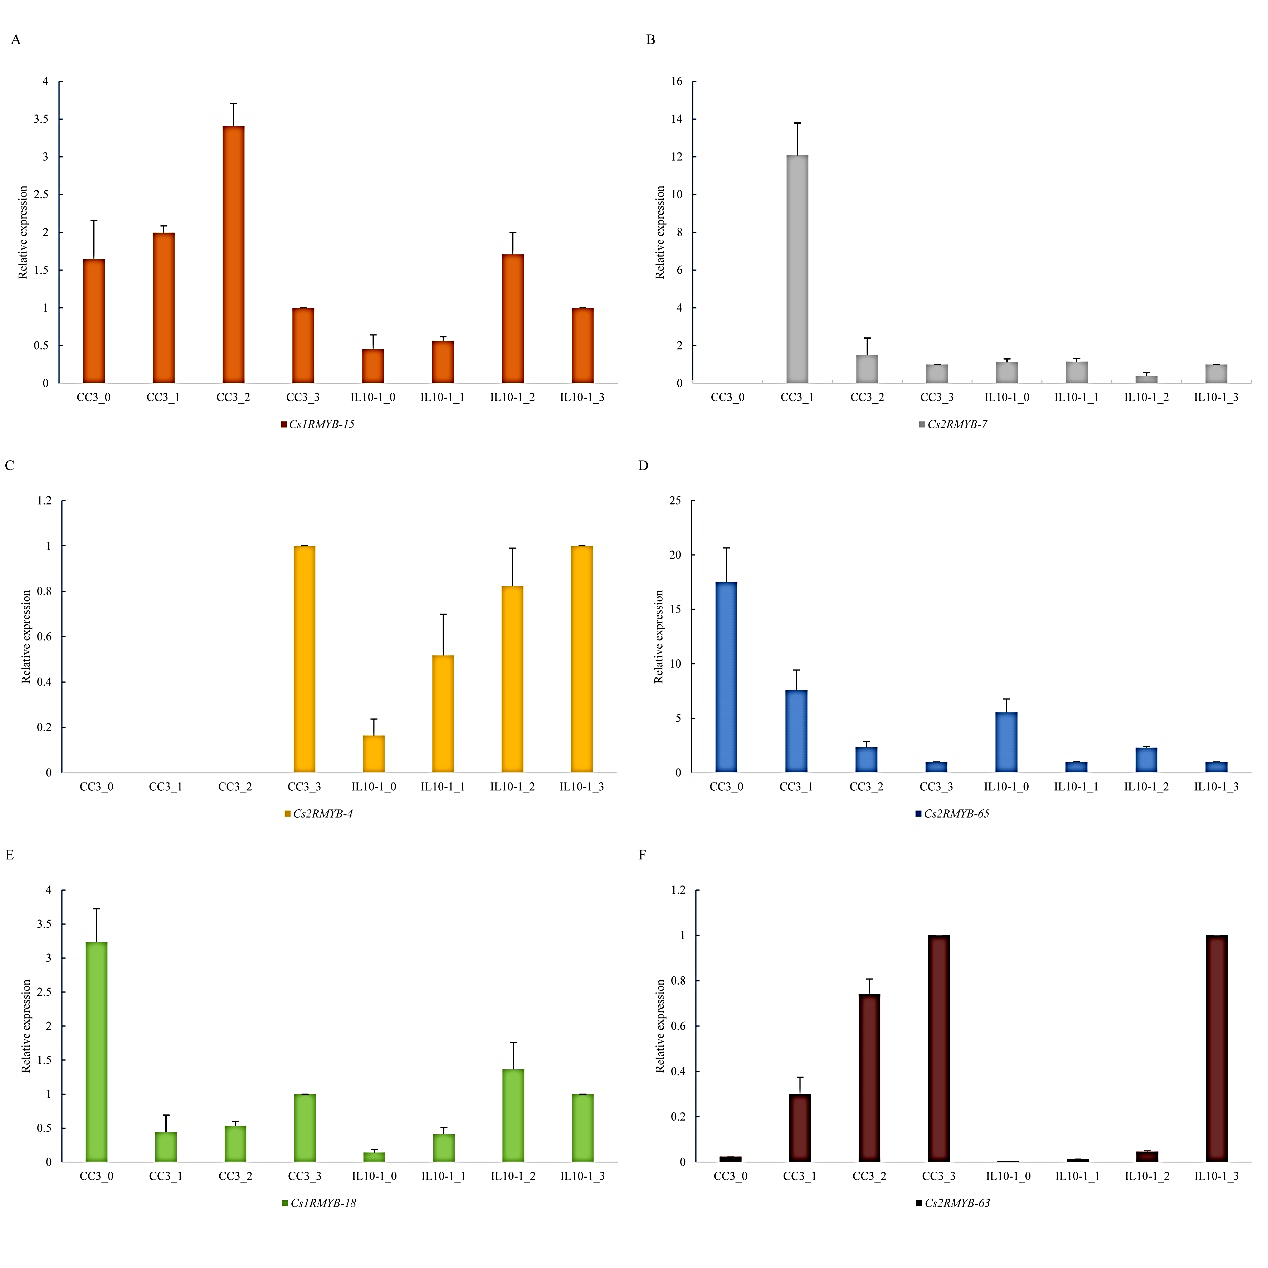 A
4
3.5
3
2.5
2
1.5
1
0.5
0
Relative expression
CC3_0 CC3_1 CC3_2 CC3_3 IL10-1_0 IL10-1_1 IL10-1_2 IL10-1_3
Cs1RMYB-15
B
16
14
12
10
8
6
4
2
0
Relative expression
CC3_0 CC3_1 CC3_2 CC3_3 IL10-1_0 IL10-1_1 IL10-1_2 IL10-1_3
Cs2RMYB-7
C
1.2
1
0.8
0.6
0.4
0.2
0
Relative expression
CC3_0 CC3_1 CC3_2 CC3_3 IL10-1_0 IL10-1_1 IL10-1_2 IL10-1_3
Cs2RMYB-4
D
25
20
15
10
5
0
Relative expression
CC3_0 CC3_1 CC3_2 CC3_3 IL10-1_0 IL10-1_1 IL10-1_2 IL10-1_3
Cs2RMYB-65
E
4
3.5
3
2.5
2
1.5
1
0.5
0
Relative expression
CC3_0 CC3_1 CC3_2 CC3_3 IL10-1_0 IL10-1_1 IL10-1_2 IL10-1_3
Cs1RMYB-18
F
1.2
1
0.8
0.6
0.4
0.2
0
Relative expression
CC3_0 CC3_1 CC3_2 CC3_3 IL10-1_0 IL10-1_1 IL10-1_2 IL10-1_3
Cs2RMYB-63